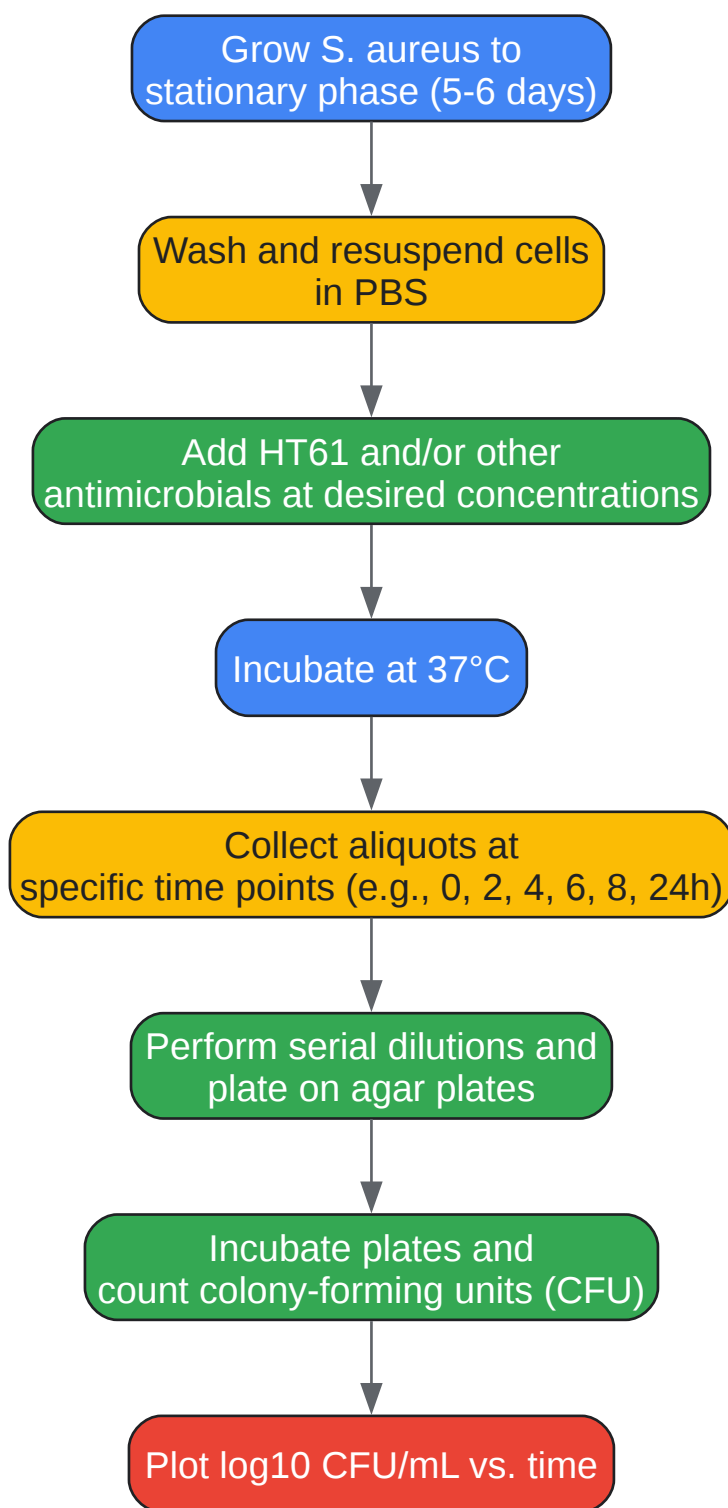 Grow S. aureus to
stationary phase (5-6 days)
Wash and resuspend cells
in PBS
Add HT61 and/or other
antimicrobials at desired concentrations
Incubate at 37°C
Collect aliquots at
specific time points (e.g., 0, 2, 4, 6, 8, 24h)
Perform serial dilutions and
plate on agar plates
Incubate plates and
count colony-forming units (CFU)
Plot log10 CFU/mL vs. time